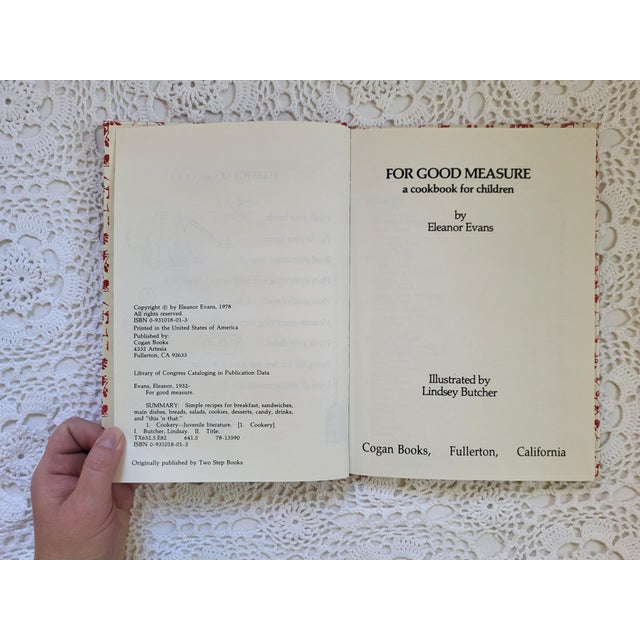 Copyright © by Eleanor Evans, 1978
All rights reserved.
ISBN 0-931018-01-3
Printed in the United States of America
Published by:
Cogan Books
4332 Artesia
Fullerton, CA 92633
Library of Congress Cataloging in Publication Data
Evans, Eleanor, 1932-
For good measure.
SUMMARY: Simple recipes for breakfast, sandwiches,
main dishes, breads, salads, cookies, desserts, candy, drinks,
and "this 'n that."
1. Cookery—Juvenile literature. [1. Cookery]
I. Butcher, Lindsay. II. Title.
TX652.5.E82 641.5 78-13590
ISBN 0-931018-01-3
Originally published by Two Step Books.
FOR GOOD MEASURE
a cookbook for children
by
Eleanor Evans
Illustrated by
Lindsey Butcher
Cogan Books, Fullerton, California